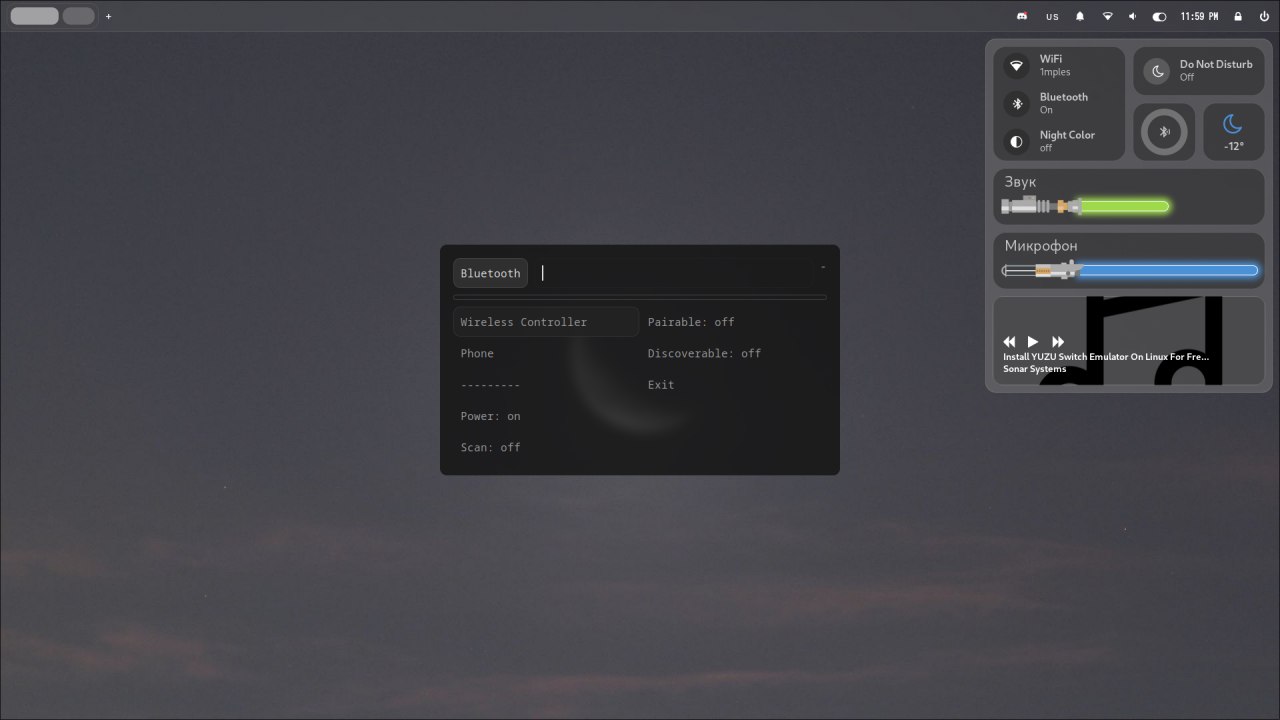 +
US
11:59 PM
WiFi
1mples
Bluetooth
On
Night Color
off
Do Not Disturb
Off
-12°
Звук
Микрофон
Install YUZU Switch Emulator On Linux For Fre...
Sonar Systems
Bluetooth
Wireless Controller
Phone
---------
Power: on
Scan: off
Pairable: off
Discoverable: off
Exit